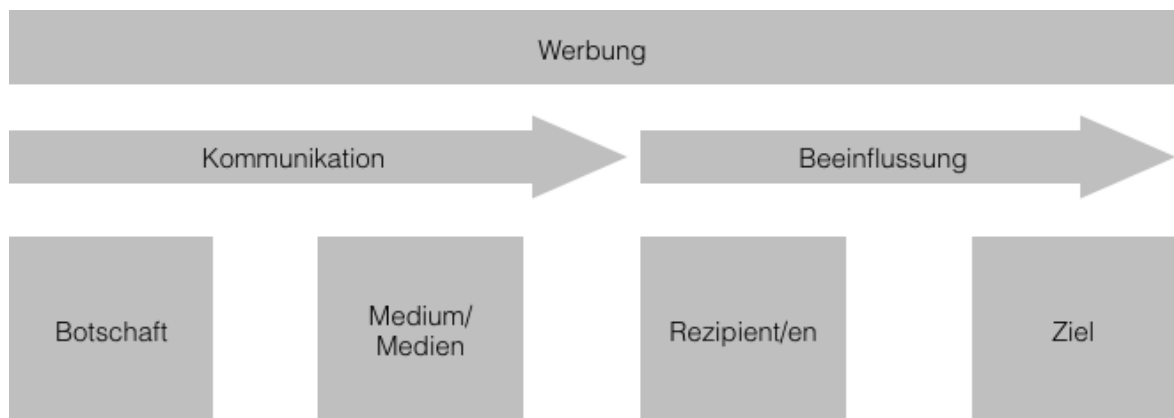 Werbung
Kommunikation
Beeinflussung
Botschaft
Medium/
Medien
Rezipient/en
Ziel